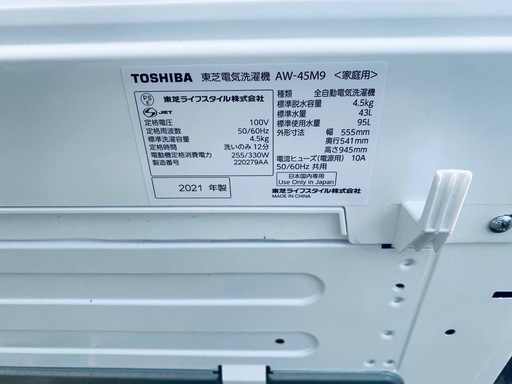 TOSHIBA 東芝電気洗濯機 AW-45M9 <家庭用>
PS E
JET
東芝ライフスタイル株式会社
定格電圧 100V
定格周波数 50/60Hz
標準洗濯容量 4.5kg
定格時間 洗いのみ 12分
電動機定格消費電力 255/330W
製造番号 220279AA
2021 年製
種類 全自動電気洗濯機
標準脱水容量 4.5kg
標準水量 43L
標準使用水量 95L
外形寸法 幅 555mm
奥行541mm
高さ945mm
電流ヒューズ(電源用) 10A
50/60Hz 共用
日本国内専用
Use Only in Japan
東芝ライフスタイル株式会社
MADE IN CHINA